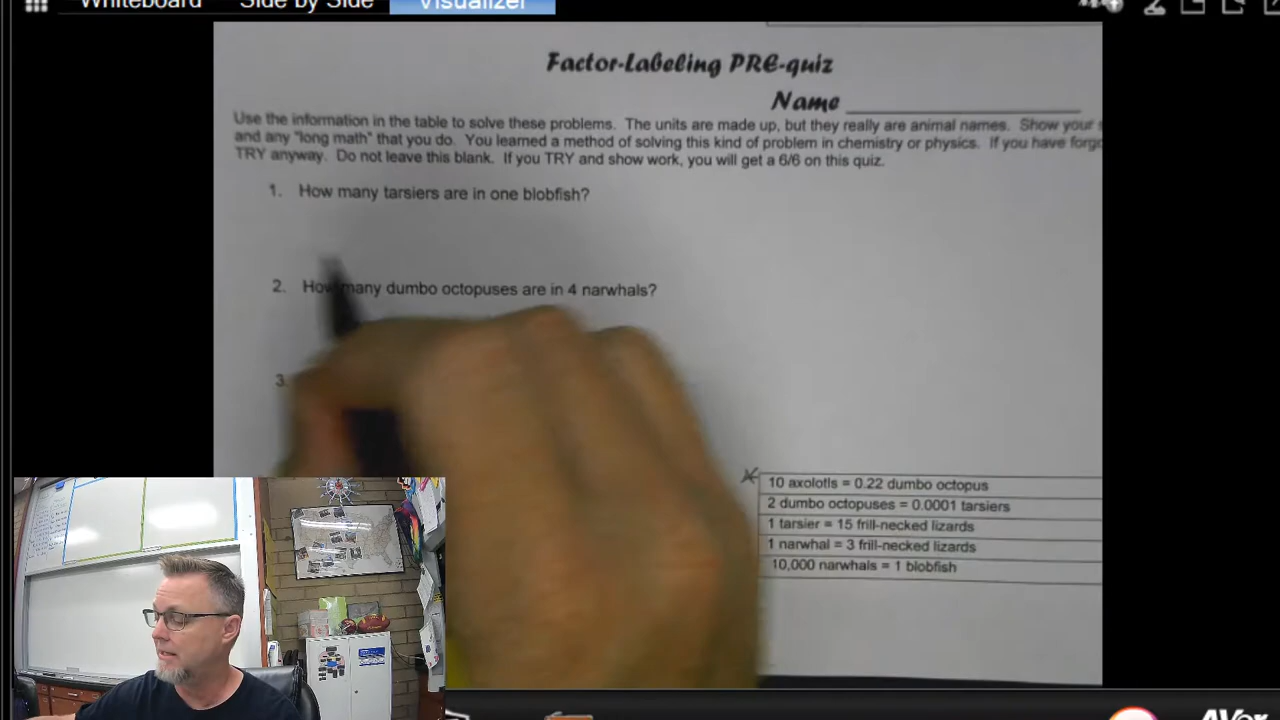 Whiteboard Side by Side Visualizer
Factor-Labeling PRE-quiz
Name
Use the information in the table to solve these problems. The units are made up, but they really are animal names. Show your
and any "long math" that you do. You learned a method of solving this kind of problem in chemistry or physics. If you have forgo
TRY anyway. Do not leave this blank. If you TRY and show work, you will get a 6/6 on this quiz.
1. How many tarsiers are in one blobfish?
2. How many dumbo octopuses are in 4 narwhals?
3.
10 axolotls = 0.22 dumbo octopus
2 dumbo octopuses = 0.0001 tarsiers
1 tarsier = 15 frill-necked lizards
1 narwhal = 3 frill-necked lizards
10,000 narwhals = 1 blobfish
AVer